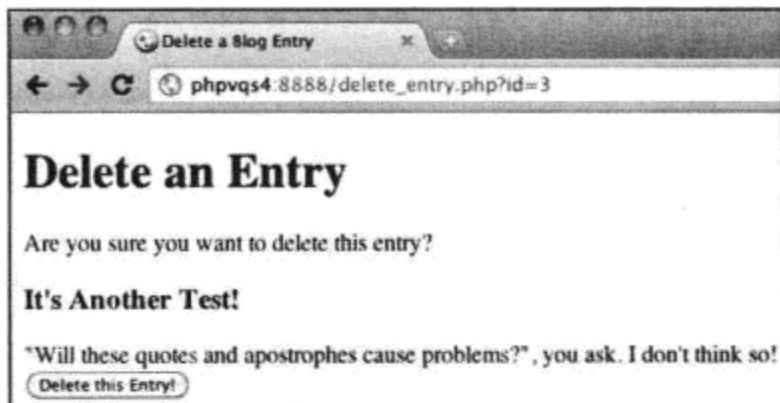 Delete a Blog Entry
phpvqs4:8888/delete_entry.php?id=3
Delete an Entry
Are you sure you want to delete this entry?
It's Another Test!
"Will these quotes and apostrophes cause problems?", you ask. I don't think so!
Delete this Entry!